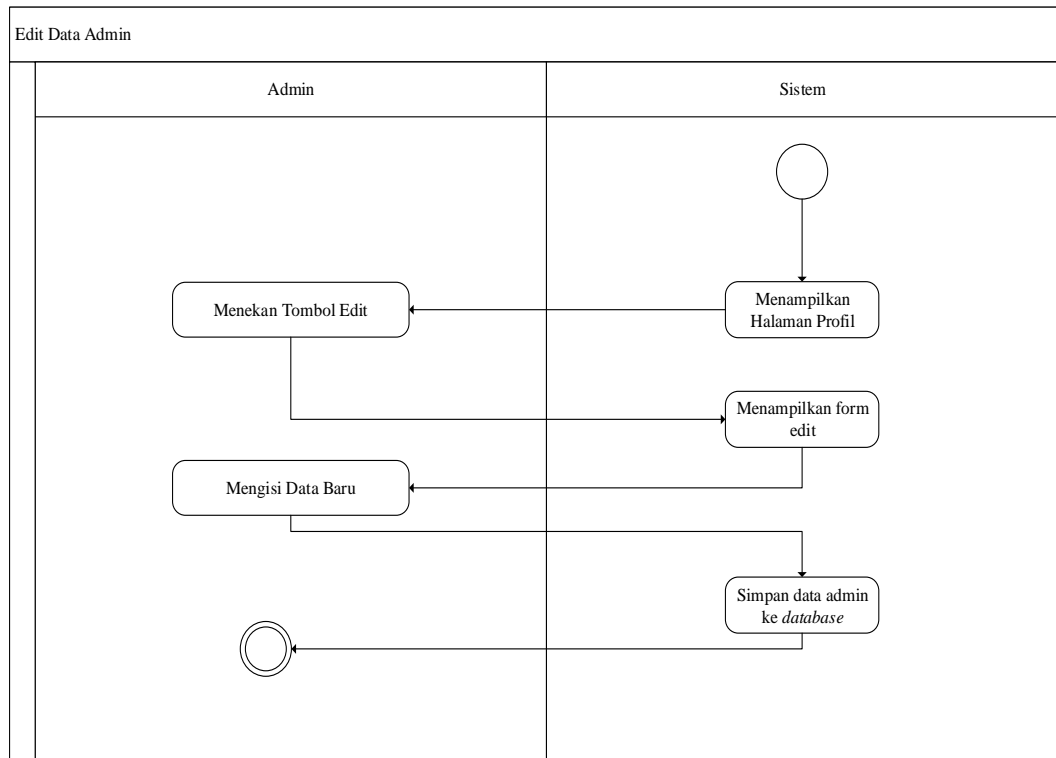 Edit Data Admin
Admin
Sistem
Menampilkan
Halaman Profil
Menekan Tombol Edit
Menampilkan form
edit
Mengisi Data Baru
Simpan data admin
ke database